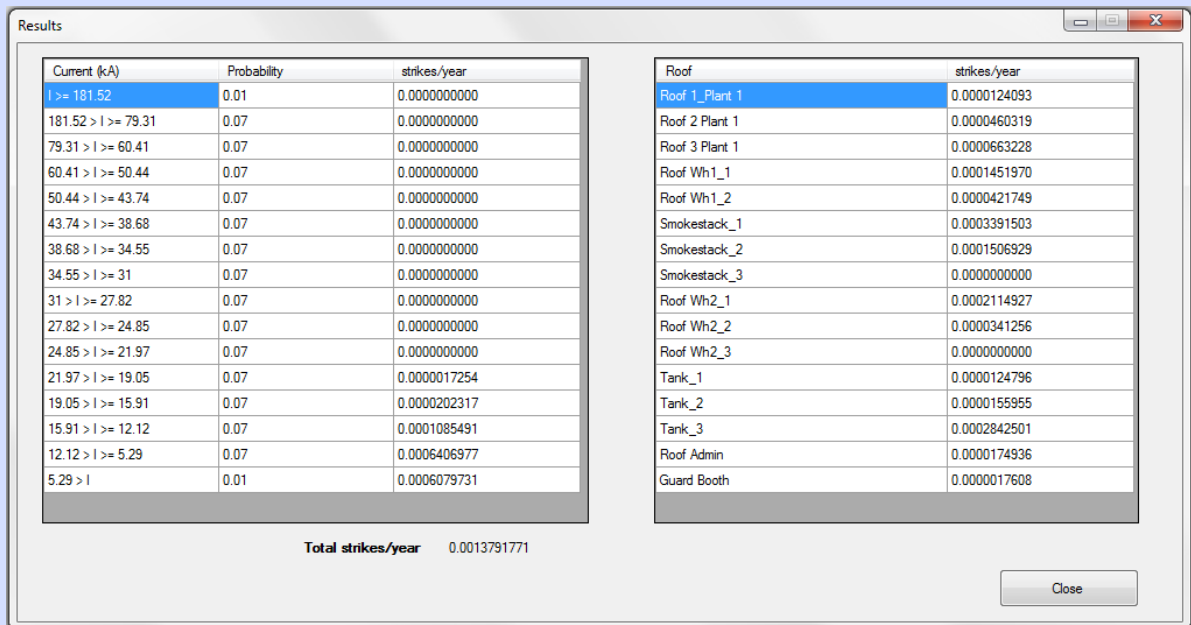 Results
Current (kA) Probability strikes/year
I >= 181.52 0.01 0.0000000000
181.52 > I >= 79.31 0.07 0.0000000000
79.31 > I >= 60.41 0.07 0.0000000000
60.41 > I >= 50.44 0.07 0.0000000000
50.44 > I >= 43.74 0.07 0.0000000000
43.74 > I >= 38.68 0.07 0.0000000000
38.68 > I >= 34.55 0.07 0.0000000000
34.55 > I >= 31 0.07 0.0000000000
31 > I >= 27.82 0.07 0.0000000000
27.82 > I >= 24.85 0.07 0.0000000000
24.85 > I >= 21.97 0.07 0.0000000000
21.97 > I >= 19.05 0.07 0.0000017254
19.05 > I >= 15.91 0.07 0.0000202317
15.91 > I >= 12.12 0.07 0.0001085491
12.12 > I >= 5.29 0.07 0.0006406977
5.29 > I 0.01 0.0006079731
Total strikes/year 0.0013791771
Roof strikes/year
Roof 1_Plant 1 0.0000124093
Roof 2 Plant 1 0.0000460319
Roof 3 Plant 1 0.0000663228
Roof Wh1_1 0.0001451970
Roof Wh1_2 0.0000421749
Smokestack_1 0.0003391503
Smokestack_2 0.0001506929
Smokestack_3 0.0000000000
Roof Wh2_1 0.0002114927
Roof Wh2_2 0.0000341256
Roof Wh2_3 0.0000000000
Tank_1 0.0000124796
Tank_2 0.0000155955
Tank_3 0.0002842501
Roof Admin 0.0000174936
Guard Booth 0.0000017608
Close